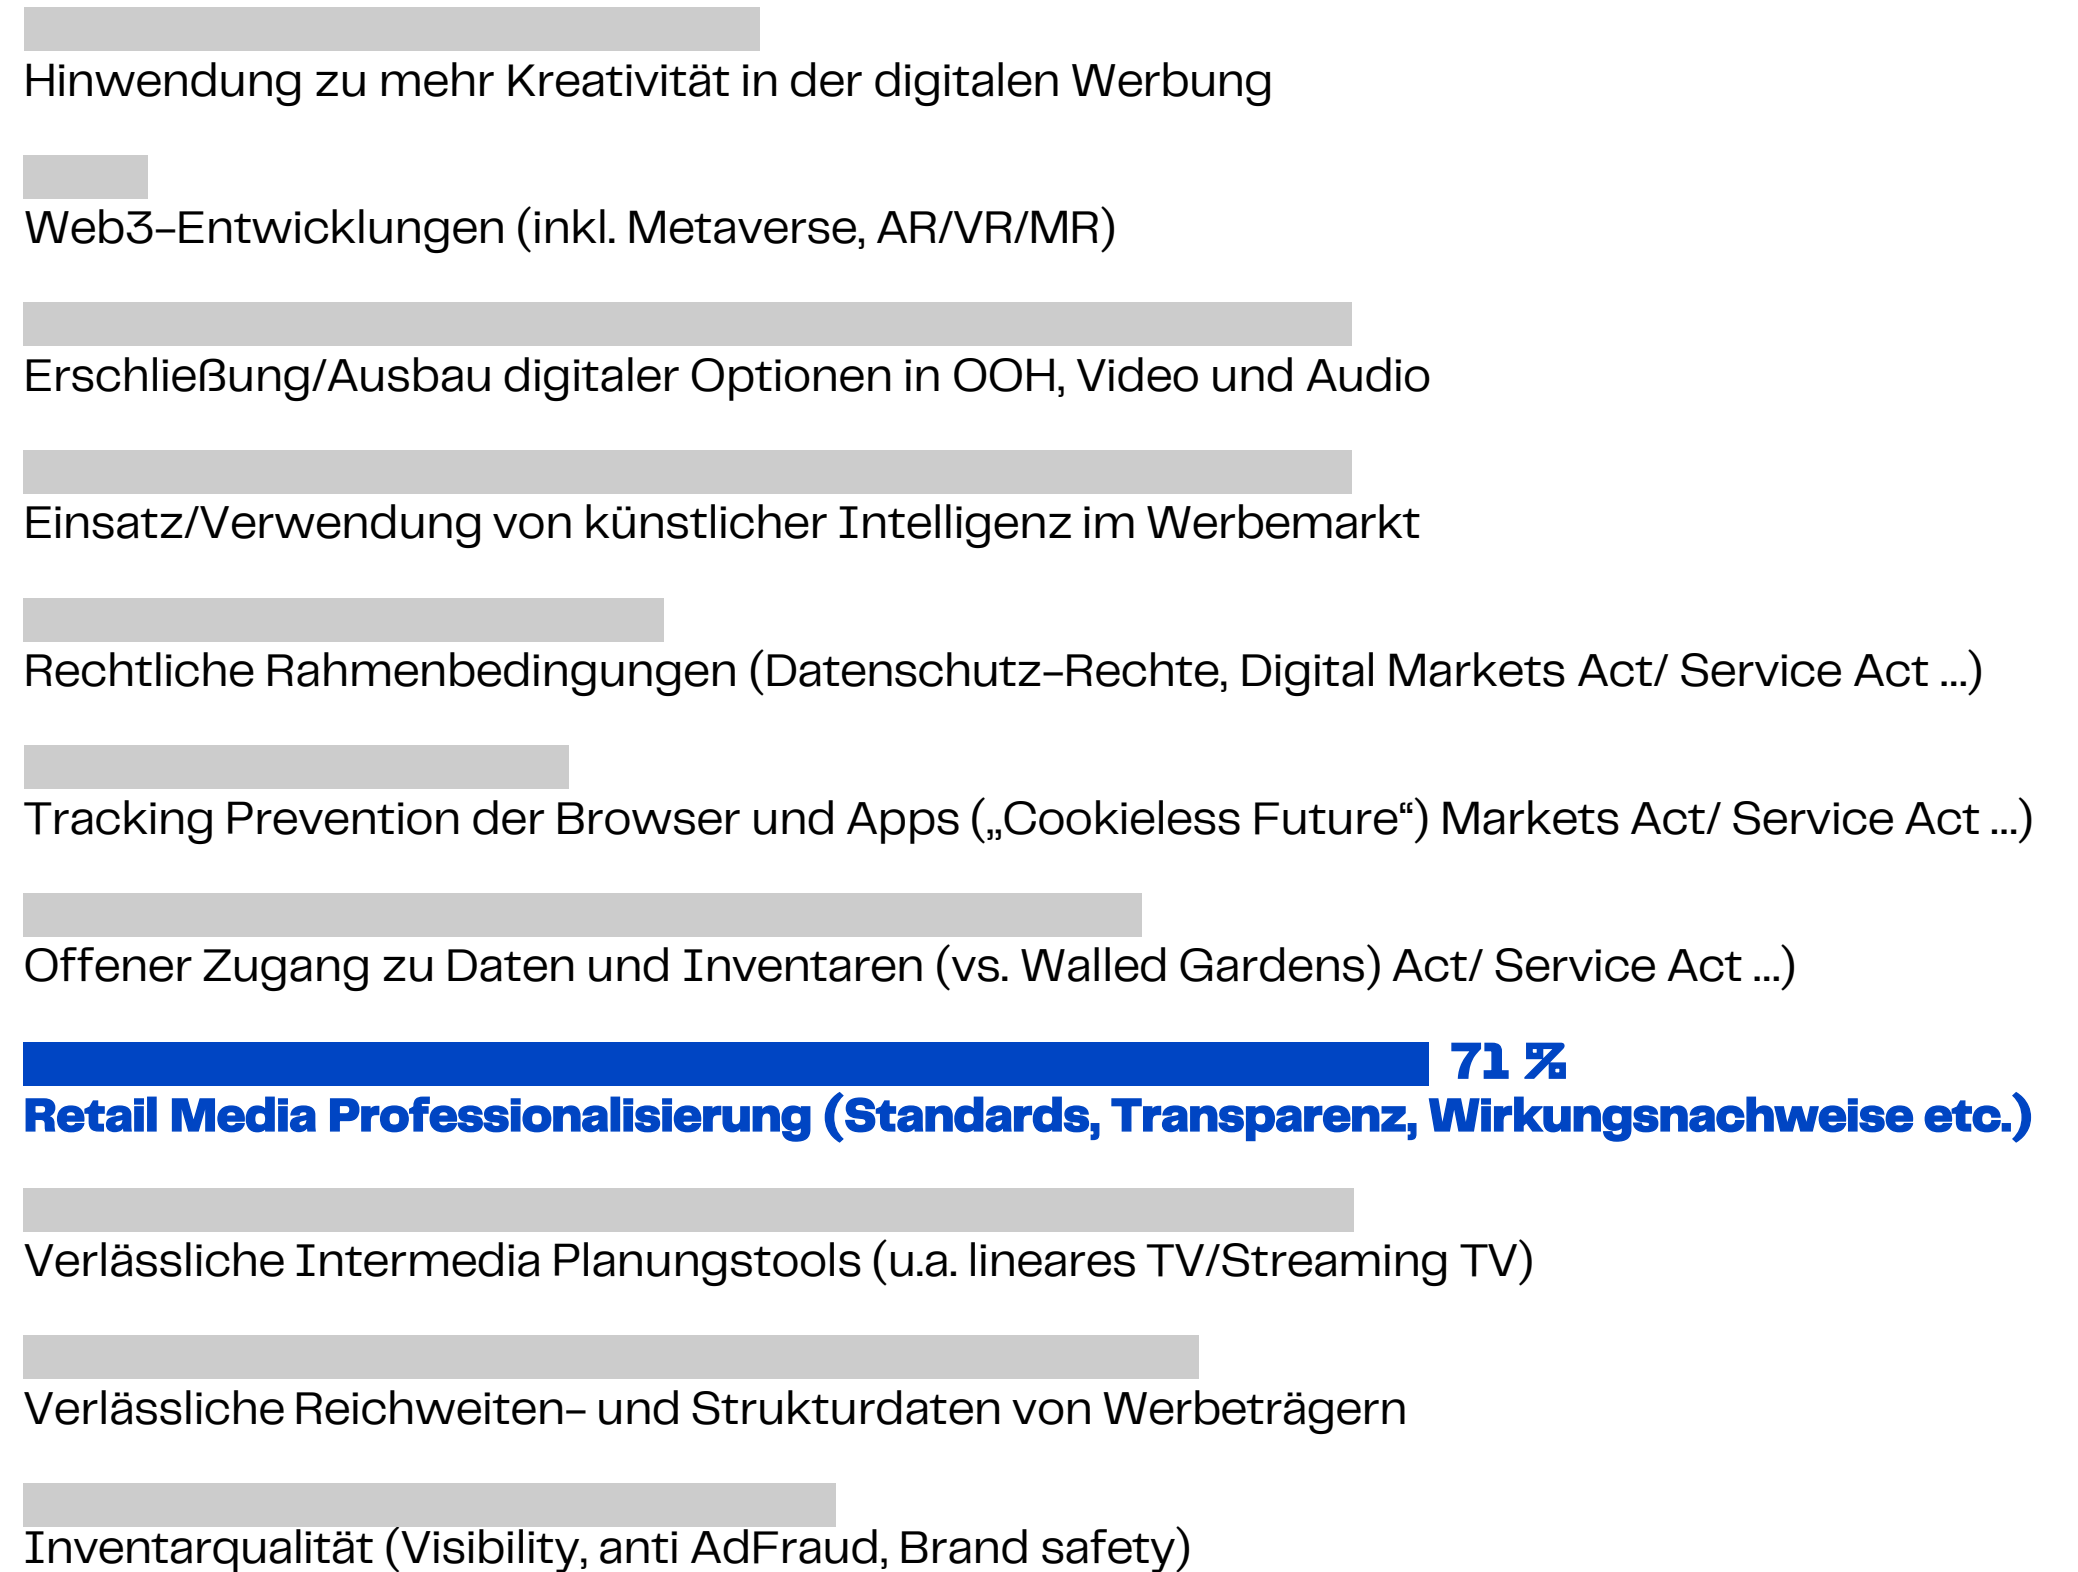 Hinwendung zu mehr Kreativität in der digitalen Werbung
Web3-Entwicklungen (inkl. Metaverse, AR/VR/MR)
Erschließung/Ausbau digitaler Optionen in OOH, Video und Audio
Einsatz/Verwendung von künstlicher Intelligenz im Werbemarkt
Rechtliche Rahmenbedingungen (Datenschutz-Rechte, Digital Markets Act/ Service Act ...)
Tracking Prevention der Browser und Apps („Cookieless Future“) Markets Act/ Service Act ...)
Offener Zugang zu Daten und Inventaren (vs. Walled Gardens) Act/ Service Act ...)
71 %
Retail Media Professionalisierung (Standards, Transparenz, Wirkungsnachweise etc.)
Verlässliche Intermedia Planungstools (u.a. lineares TV/Streaming TV)
Verlässliche Reichweiten- und Strukturdaten von Werbeträgern
Inventarqualität (Visibility, anti AdFraud, Brand safety)